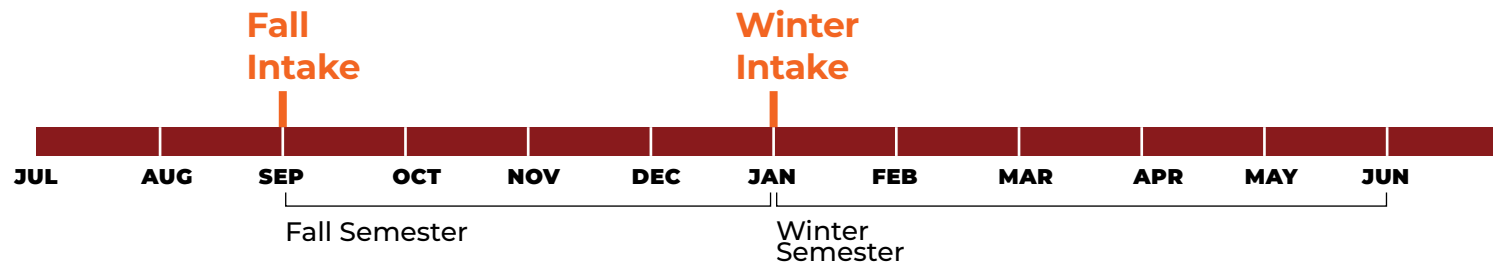 Fall
Intake
Winter
Intake
JUL AUG SEP OCT NOV DEC JAN FEB MAR APR MAY JUN
Fall Semester
Winter
Semester